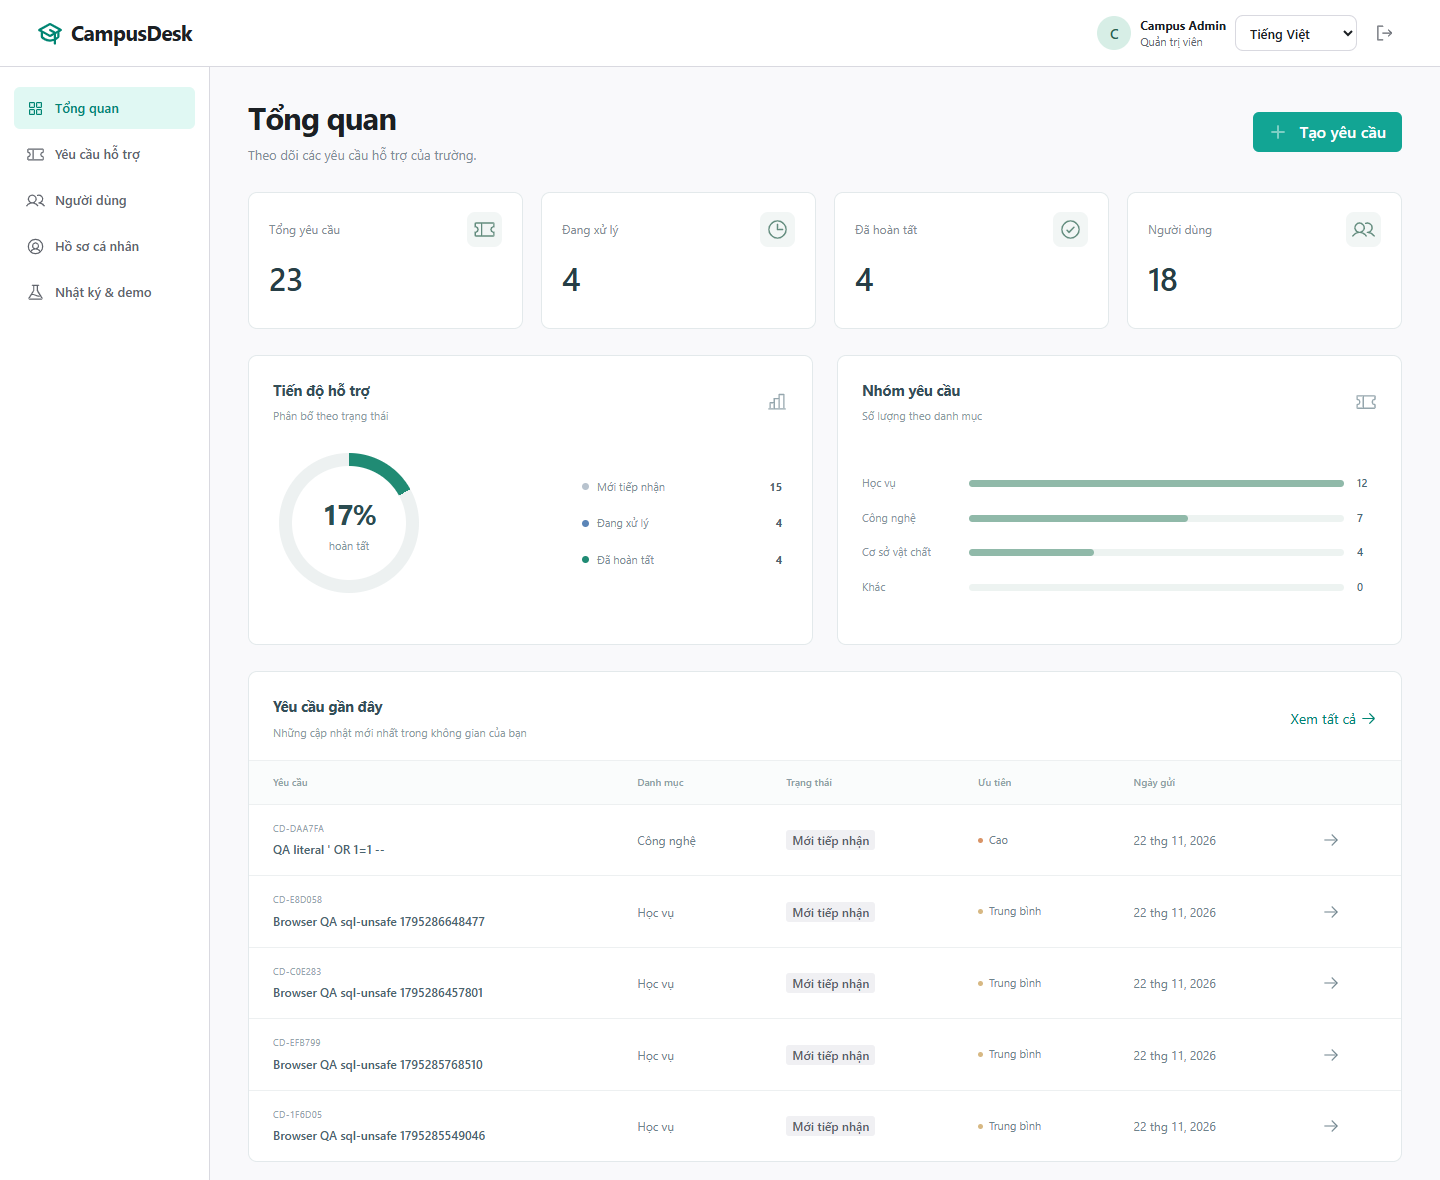 CampusDesk
C
Campus Admin
Quản trị viên
Tiếng Việt
Tổng quan
Yêu cầu hỗ trợ
Người dùng
Hồ sơ cá nhân
Nhật ký & demo
Tổng quan
Theo dõi các yêu cầu hỗ trợ của trường.
Tạo yêu cầu
Tổng yêu cầu
23
Đang xử lý
4
Đã hoàn tất
4
Người dùng
18
Tiến độ hỗ trợ
Phân bố theo trạng thái
17%
hoàn tất
Mới tiếp nhận 15
Đang xử lý 4
Đã hoàn tất 4
Nhóm yêu cầu
Số lượng theo danh mục
Học vụ 12
Công nghệ 7
Cơ sở vật chất 4
Khác 0
Yêu cầu gần đây
Những cập nhật mới nhất trong không gian của bạn
Xem tất cả
Yêu cầu Danh mục Trạng thái Ưu tiên Ngày gửi
CD-DAA7FA
QA literal ' OR 1=1 -- Công nghệ Mới tiếp nhận Cao 22 thg 11, 2026
CD-E8D058
Browser QA sql-unsafe 1795286648477 Học vụ Mới tiếp nhận Trung bình 22 thg 11, 2026
CD-C0E283
Browser QA sql-unsafe 1795286457801 Học vụ Mới tiếp nhận Trung bình 22 thg 11, 2026
CD-EFB799
Browser QA sql-unsafe 1795285768510 Học vụ Mới tiếp nhận Trung bình 22 thg 11, 2026
CD-1F6D05
Browser QA sql-unsafe 1795285549046 Học vụ Mới tiếp nhận Trung bình 22 thg 11, 2026